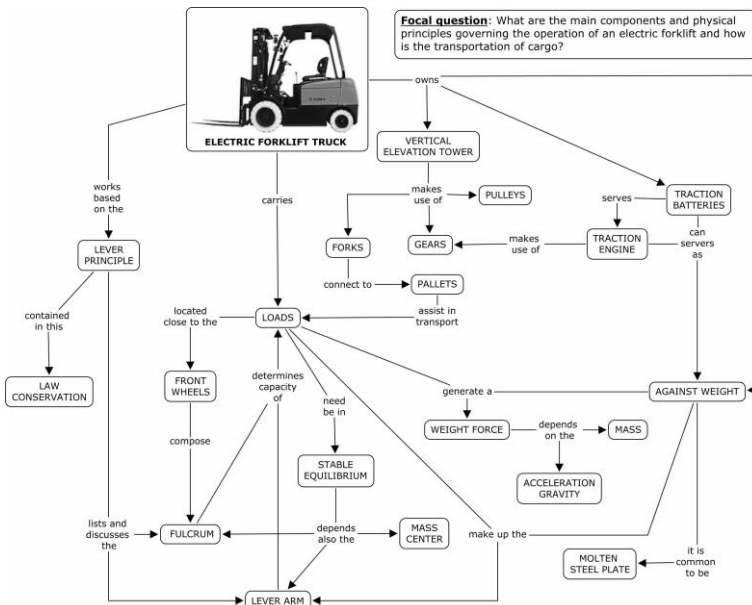 Focal question: What are the main components and physical
principles governing the operation of an electric forklift and how
is the transportation of cargo?
owns
ELECTRIC FORKLIFT TRUCK
VERTICAL
ELEVATION TOWER
works
based
on the
carries
makes
use of
PULLEYS
serves
TRACTION
BATTERIES
LEVER
PRINCIPLE
FORKS
GEARS
makes
use of
TRACTION
ENGINE
can
servers
as
connect to
PALLETS
contained
in this
located
close to the
LOADS
assist in
transport
LAW
CONSERVATION
FRONT
WHEELS
determines
capacity
of
need
be in
generate a
AGAINST WEIGHT
WEIGHT FORCE
depends
on the
MASS
compose
STABLE
EQUILIBRIUM
ACCELERATION
GRAVITY
lists and
discusses
the
FULCRUM
depends
also the
MASS
CENTER
make up the
MOLTEN
STEEL PLATE
it is
common
to be
LEVER ARM